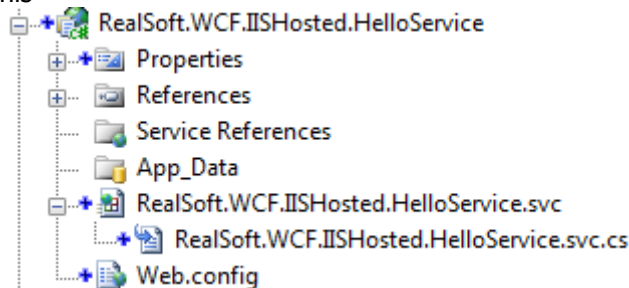 RealSoft.WCF.IISHosted.HelloService
Properties
References
Service References
App_Data
RealSoft.WCF.IISHosted.HelloService.svc
RealSoft.WCF.IISHosted.HelloService.svc.cs
Web.config